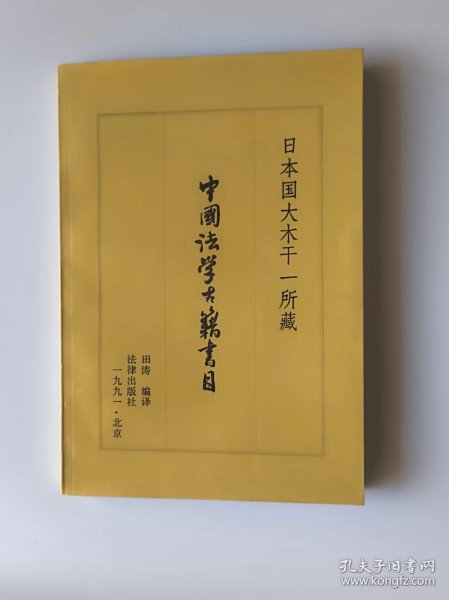 日本国大木干一所藏
中國法学古籍書目
田涛 编译
法律出版社
一九九一·北京
孔夫子旧书网
www.kongfz.com